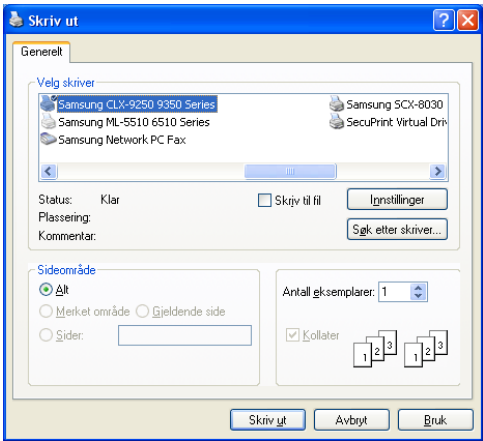 Skriv ut
Generelt
Velg skriver
Samsung CLX-9250 9350 Series
Samsung ML-5510 6510 Series
Samsung Network PC Fax
Samsung SCX-8030
SecuPrint Virtual Driv
Status: Klar
Plassering:
Kommentar:
Skriv til fil
Innstillinger
Søk etter skriver...
Sideområde
Alt
Merket område Gjeldende side
Sider:
Antall eksemplarer: 1
Kollater
1 2 3 1 2 3
Skriv ut Avbryt Bruk